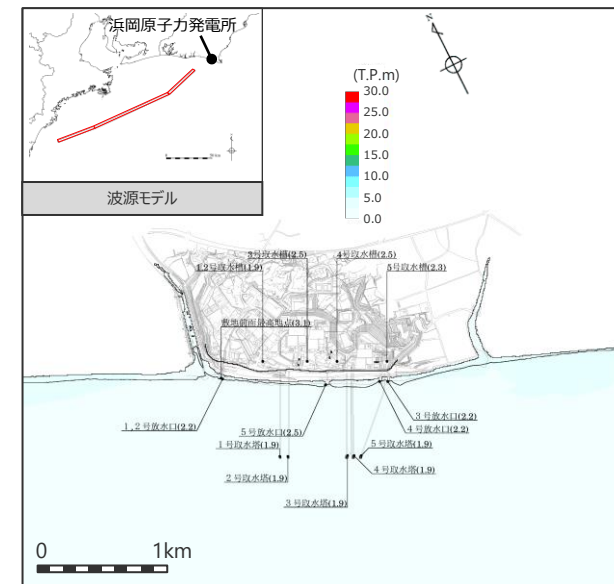 浜岡原子力発電所
波源モデル
N
(T.P.m)
30.0
25.0
20.0
15.0
10.0
5.0
0.0
3号取水槽(2.5)
4号取水槽(2.5)
1,2号取水槽(1.9)
5号取水槽(2.3)
敷地前面最高地点(3.1)
1,2号放水口(2.2)
5号放水口(2.5)
3号放水口(2.2)
4号放水口(2.2)
1号取水塔(1.9)
5号取水塔(1.9)
2号取水塔(1.9)
4号取水塔(1.9)
3号取水塔(1.9)
0 1km